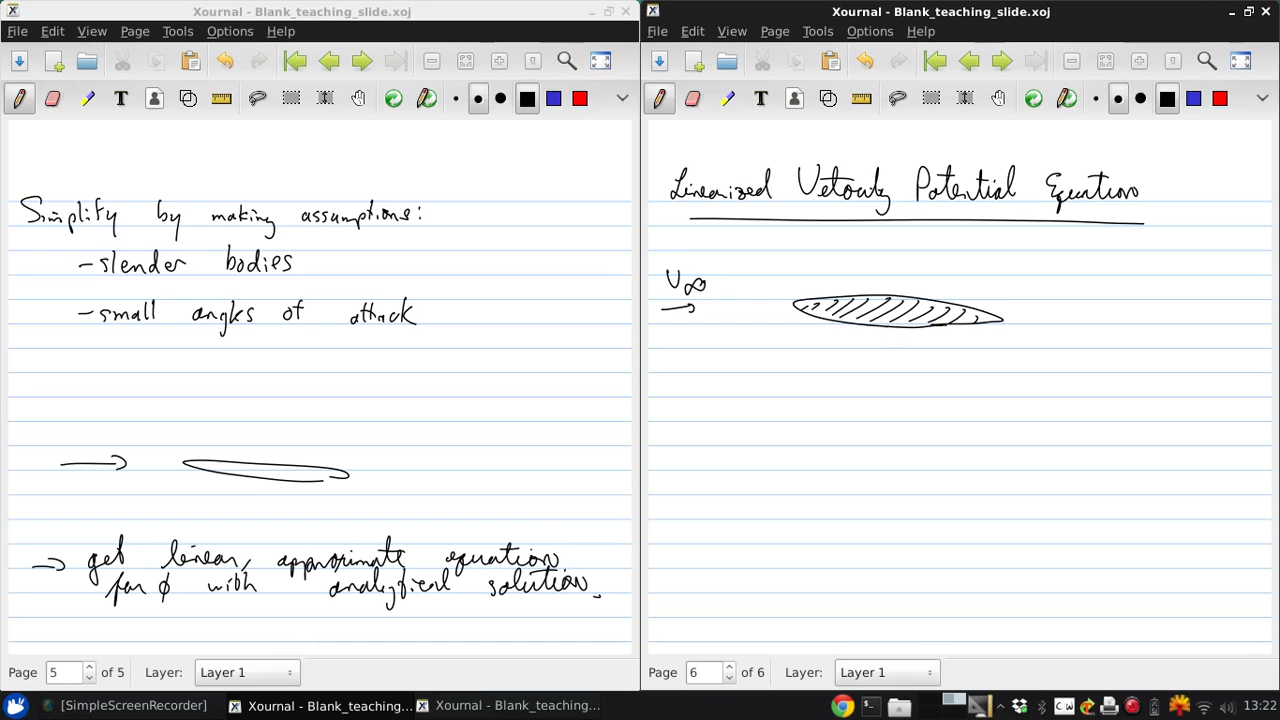 Xournal - Blank_teaching_slide.xoj
File Edit View Page Tools Options Help
Simplify by making assumptions:
- slender bodies
- small angles of attack
⇒ get linear, approximate equation
for ϕ with analytical solution.
Page 5 of 5 Layer: Layer 1
Xournal - Blank_teaching_slide.xoj
File Edit View Page Tools Options Help
Linearized Velocity Potential Equation
V∞
Page 6 of 6 Layer: Layer 1
[SimpleScreenRecorder] Xournal - Blank_teaching_... Xournal - Blank_teaching_... 13:22